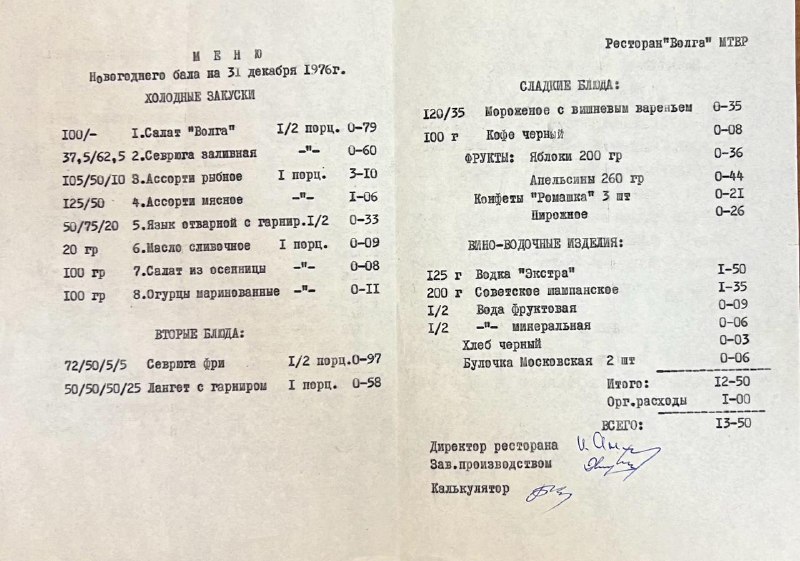 МЕНЮ
Новогоднего бала на 31 декабря 1976г.
ХОЛОДНЫЕ ЗАКУСКИ
100/- 1.Салат "Волга" 1/2 порц. 0-79
37,5/62,5 2.Севрюга заливная -"- 0-60
105/50/10 3.Ассорти рыбное 1 порц. 3-10
125/50 4.Ассорти мясное -"- 1-06
50/75/20 5.Язык отварной с гарнир.1/2 0-33
20 гр 6.Масло сливочное 1 порц. 0-09
100 гр 7.Салат из осенницы -"- 0-08
100 гр 8.Огурцы маринованные -"- 0-11
ВТОРЫЕ БЛЮДА:
72/50/5/5 Севрюга фри 1/2 порц.0-97
50/50/50/25 Лангет с гарниром 1 порц. 0-58
Ресторан"Волга" МТВР
СЛАДКИЕ БЛЮДА:
120/35 Мороженое с вишневым вареньем 0-35
100 г Кофе черный 0-08
ФРУКТЫ: Яблоки 200 гр 0-36
Апельсины 260 гр 0-44
Конфеты "Ромашка" 3 шт 0-21
Пирожное 0-26
ВИНО-ВОДОЧНЫЕ ИЗДЕЛИЯ:
125 г Водка "Экстра" 1-50
200 г Советское шампанское 1-35
1/2 Вода фруктовая 0-09
1/2 -"- минеральная 0-06
Хлеб черный 0-03
Булочка Московская 2 шт 0-06
Итого: 12-50
Орг.расходы 1-00
ВСЕГО: 13-50
Директор ресторана
Зав.производством
Калькулятор